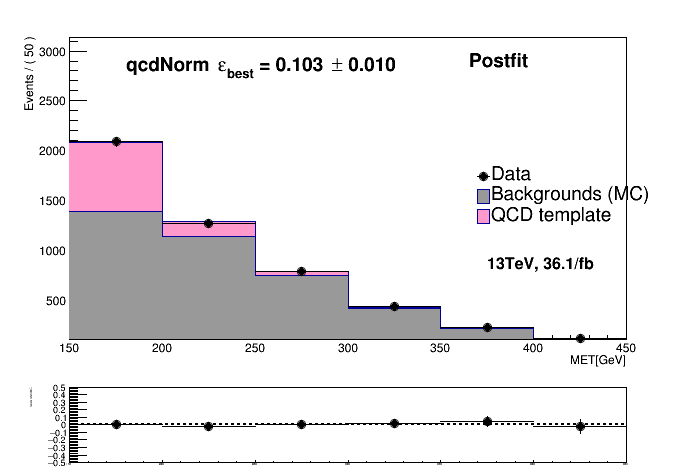 Events / ( 50 )
3000
2500
2000
1500
1000
500
qcdNorm εbest = 0.103 ± 0.010
Postfit
Data
Backgrounds (MC)
QCD template
13TeV, 36.1/fb
150 200 250 300 350 400 450
MET[GeV]
0.5
0.4
0.3
0.2
0.1
0
−0.1
−0.2
−0.3
−0.4
−0.5